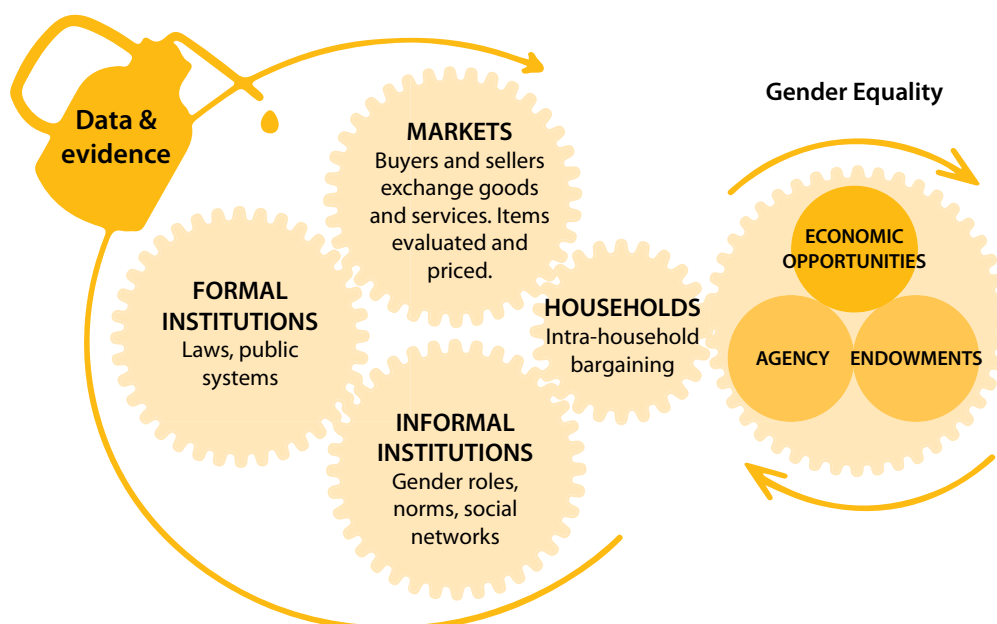 Data &
evidence
MARKETS
Buyers and sellers
exchange goods
and services. Items
evaluated and
priced.
FORMAL
INSTITUTIONS
Laws, public
systems
INFORMAL
INSTITUTIONS
Gender roles,
norms, social
networks
HOUSEHOLDS
Intra-household
bargaining
Gender Equality
ECONOMIC
OPPORTUNITIES
AGENCY
ENDOWMENTS